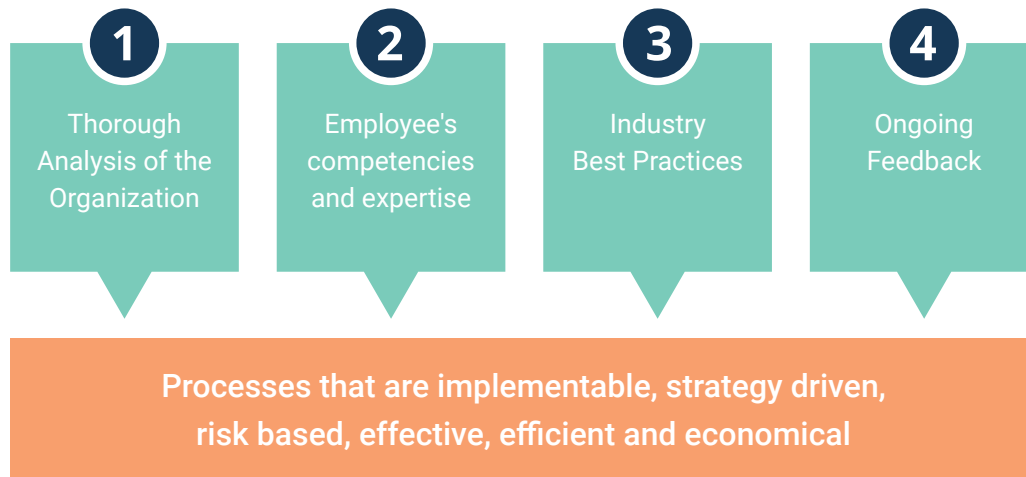 1
Thorough
Analysis of the
Organization
2
Employee's
competencies
and expertise
3
Industry
Best Practices
4
Ongoing
Feedback
Processes that are implementable, strategy driven,
risk based, effective, efficient and economical